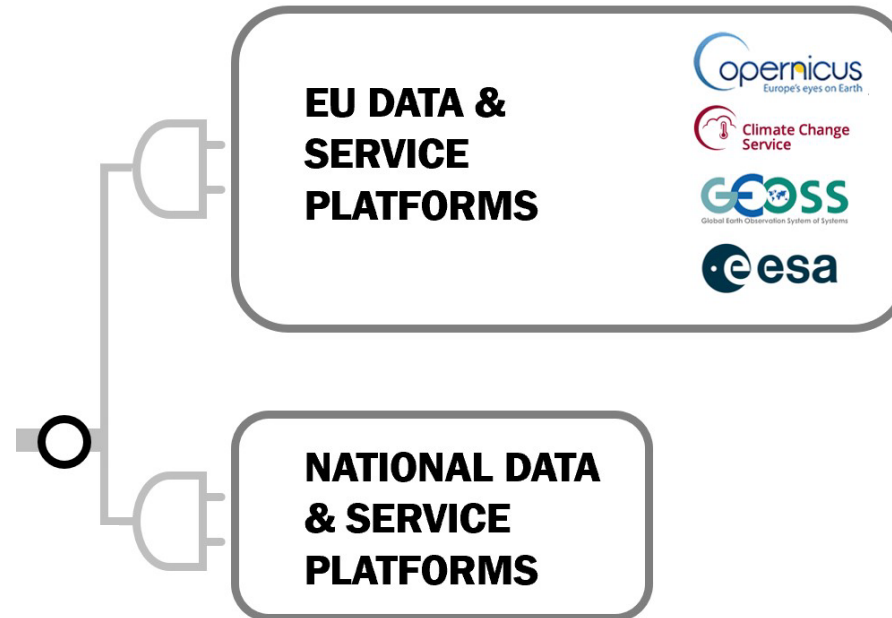 EU DATA &
SERVICE
PLATFORMS
Copernicus
Europe's eyes on Earth
Climate Change
Service
GEOSS
Global Earth Observation System of Systems
esa
NATIONAL DATA
& SERVICE
PLATFORMS